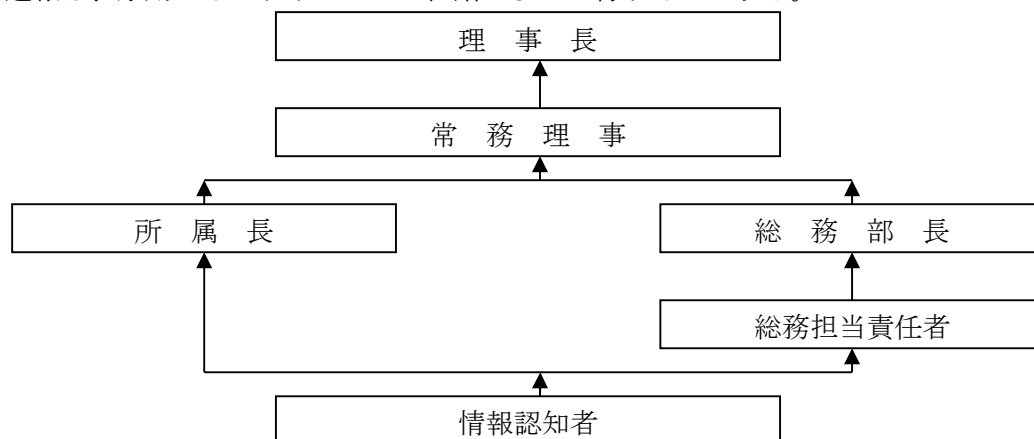 理 事 長
常 務 理 事
所 属 長
総 務 部 長
総務担当責任者
情報認知者